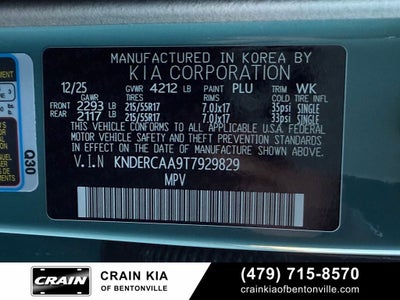 MANUFACTURED IN KOREA BY
KIA CORPORATION
12/25 GVWR 4212 LB PAINT PLU TRIM WK
GAWR TIRES RIMS
FRONT 2293 LB 215/55R17 7.0Jx17 35psi SINGLE
REAR 2117 LB 215/55R17 7.0Jx17 33psi SINGLE
THIS VEHICLE CONFORMS TO ALL APPLICABLE U.S.A. FEDERAL
MOTOR VEHICLE SAFETY AND THEFT PREVENTION STANDARDS
IN EFFECT ON THE DATE OF MANUFACTURE SHOWN ABOVE.
V.I.N KNDERCAA9T7929829
MPV
030
CRAIN
CRAIN KIA
OF BENTONVILLE
(479) 715-8570
crainkiaofbentonville.com